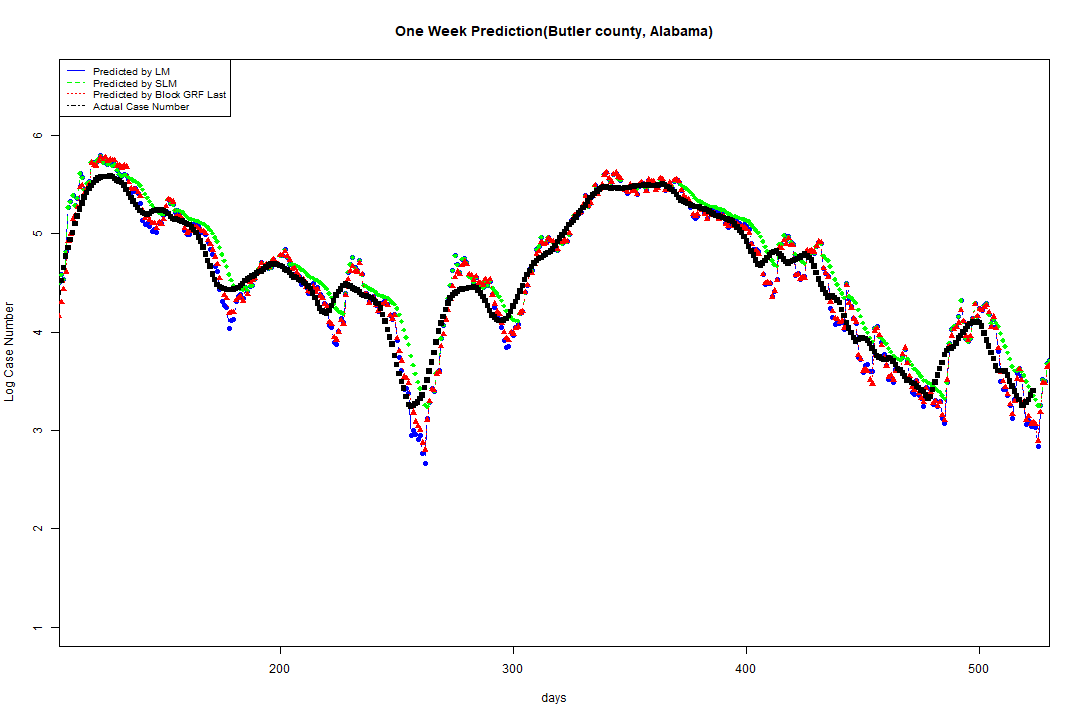 One Week Prediction(Butler county, Alabama)
Predicted by LM
Predicted by SLM
Predicted by Block GRF Last
Actual Case Number
6
5
4
3
2
1
Log Case Number
200
300
400
500
days